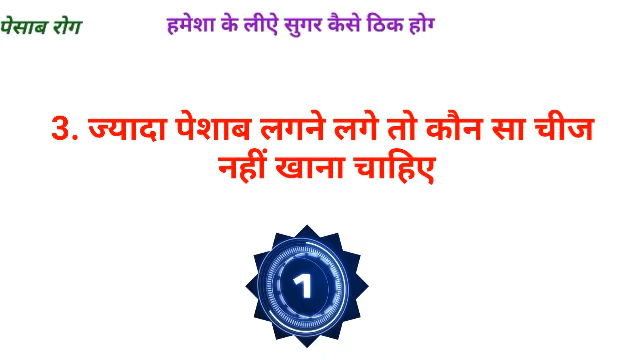 पेसाब रोग
हमेशा के लीऐ सुगर कैसे ठिक होग
3. ज्यादा पेशाब लगने लगे तो कौन सा चीज
नहीं खाना चाहिए
1